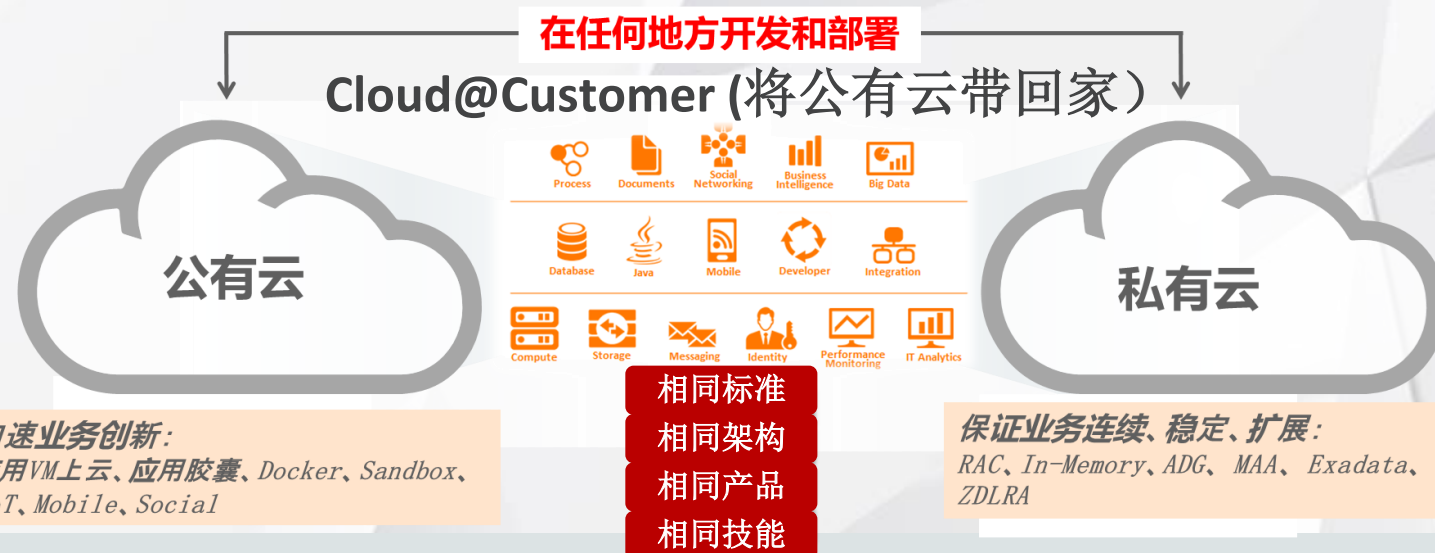 在任何地方开发和部署
Cloud@Customer (将公有云带回家）
公有云
Process
Documents
Social
Networking
Business
Intelligence
Big Data
Database
Java
Mobile
Developer
Integration
Compute
Storage
Messaging
Identity
Performance
Monitoring
IT Analytics
私有云
相同标准
相同架构
相同产品
相同技能
速业务创新：
用VM上云、应用胶囊、Docker、Sandbox、
T、Mobile、Social
保证业务连续、稳定、扩展：
RAC、In-Memory、ADG、MAA、Exadata、
ZDLRA